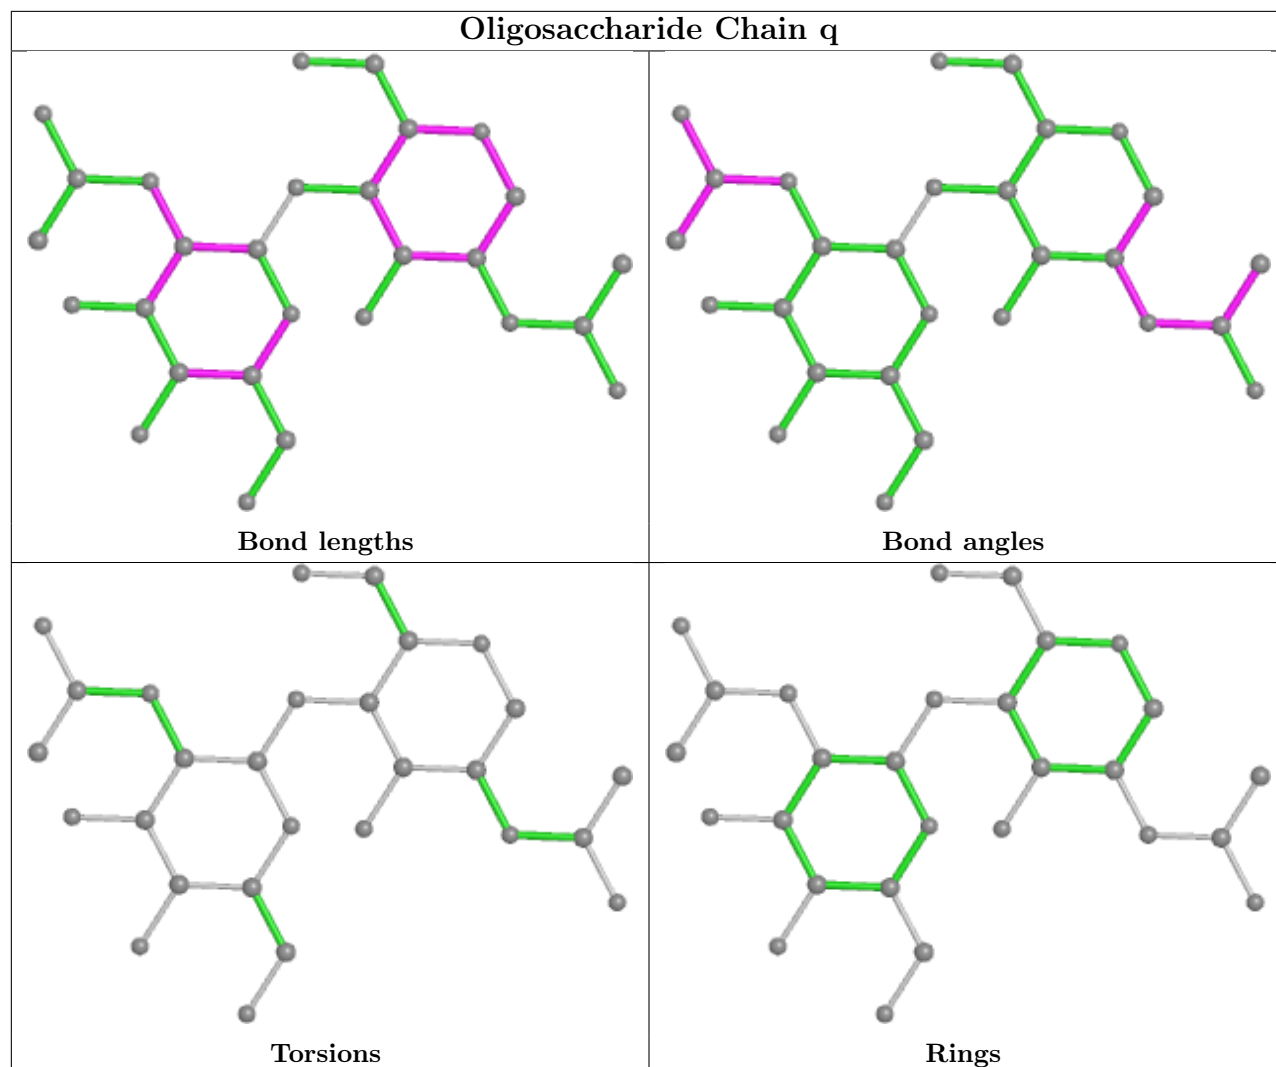 Oligosaccharide Chain q
Bond lengths
Bond angles
Torsions
Rings